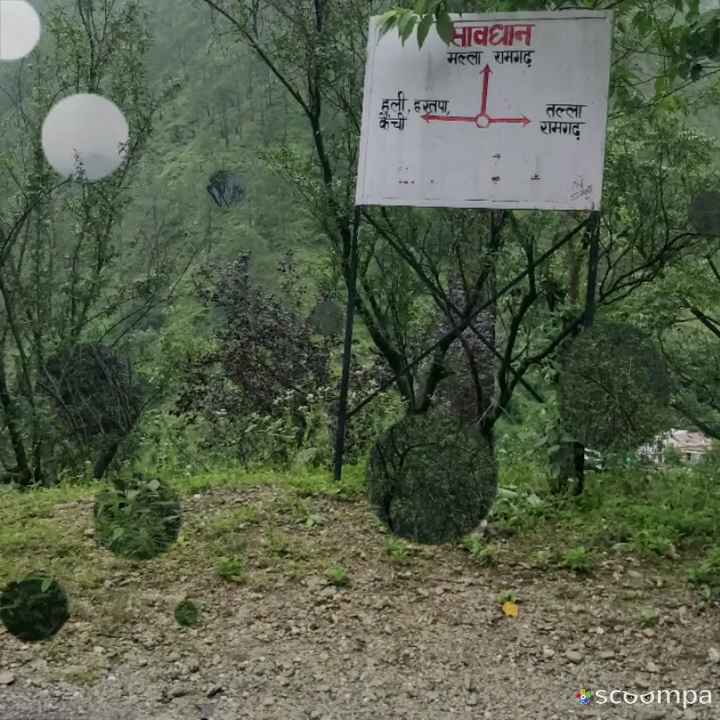 सावधान
मल्ला रामगढ़
हली, हरतपा,
कैंची
तल्ला
रामगढ़
scoompa